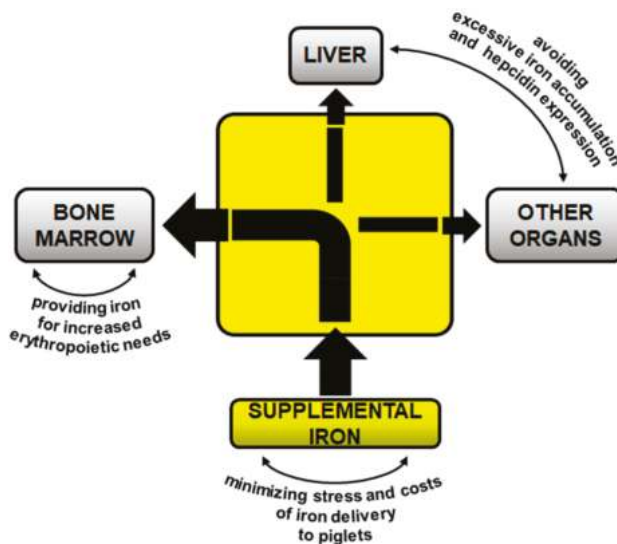 LIVER
avoiding
excessive iron accumulation
and hepcidin expression
BONE
MARROW
OTHER
ORGANS
providing iron
for increased
erythropoietic needs
SUPPLEMENTAL
IRON
minimizing stress and costs
of iron delivery
to piglets